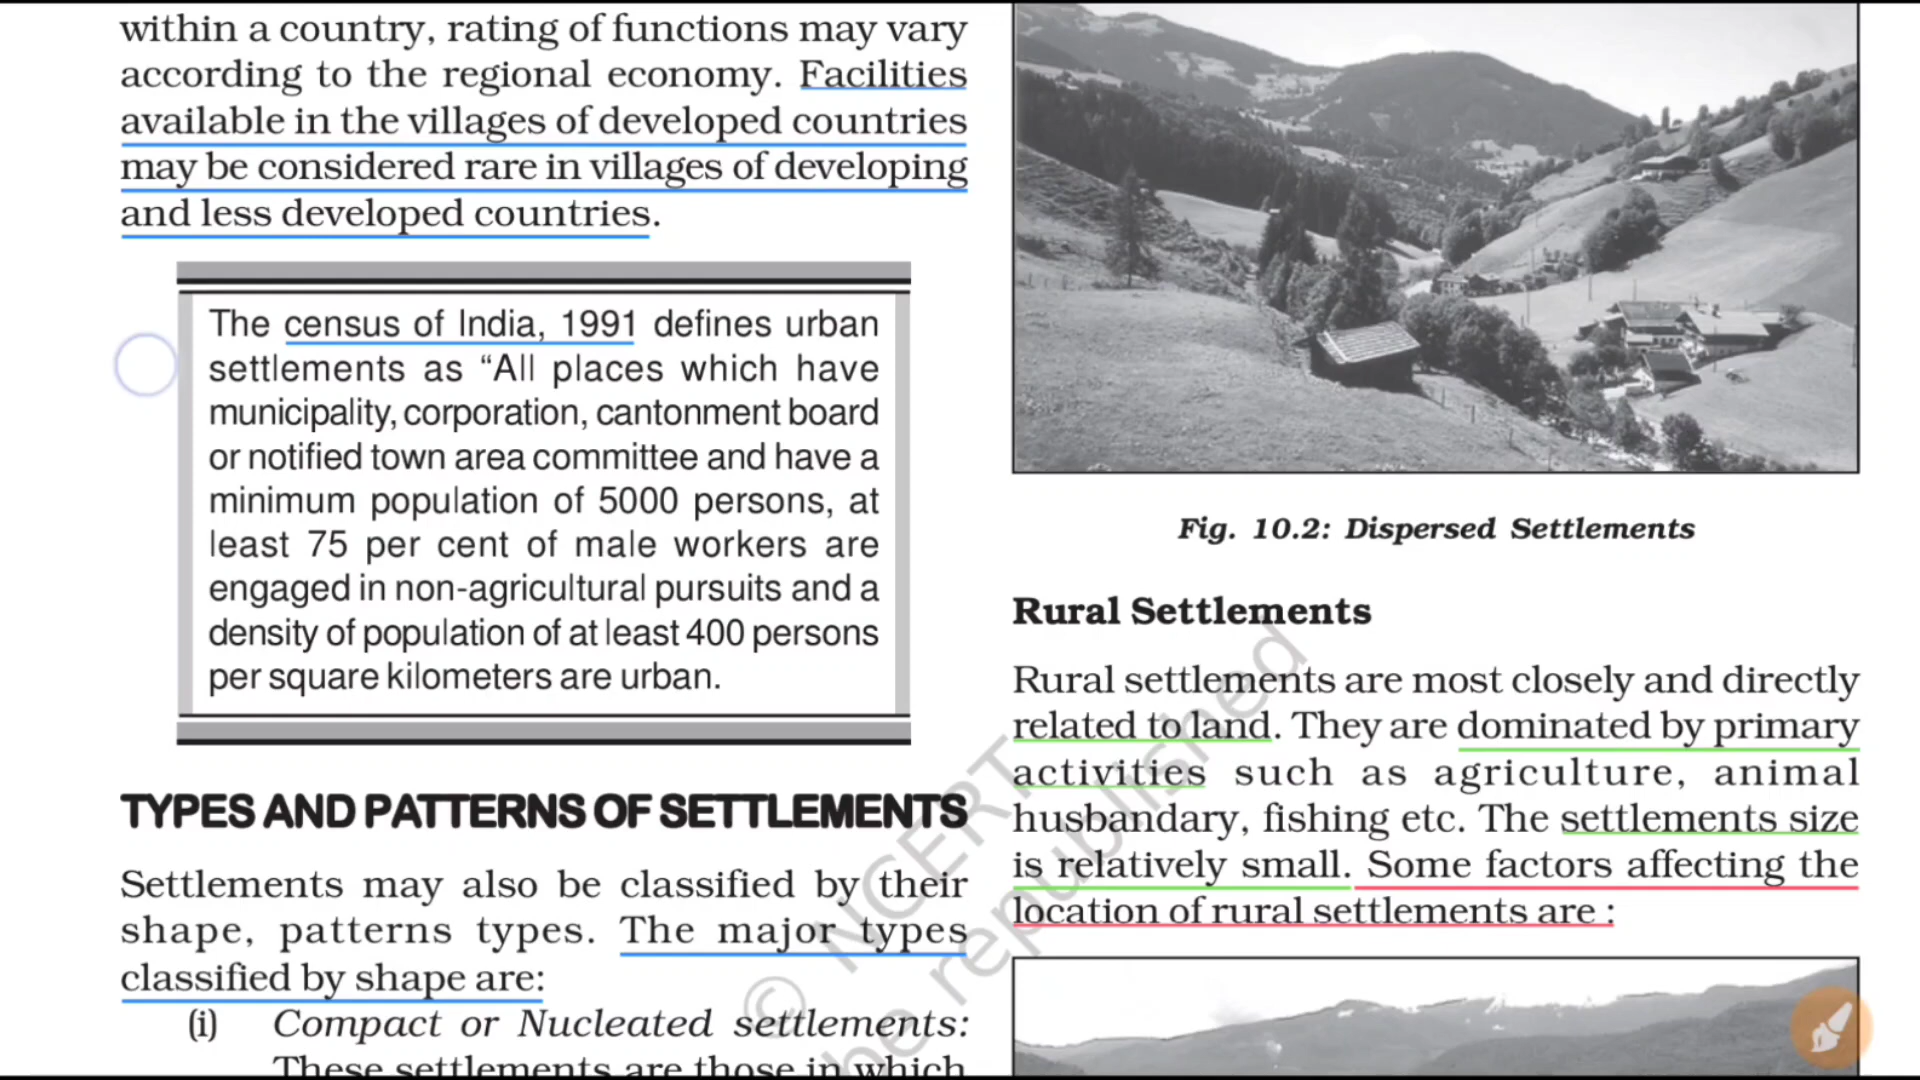 within a country, rating of functions may vary
according to the regional economy. Facilities
available in the villages of developed countries
may be considered rare in villages of developing
and less developed countries.
The census of India, 1991 defines urban
settlements as “All places which have
municipality, corporation, cantonment board
or notified town area committee and have a
minimum population of 5000 persons, at
least 75 per cent of male workers are
engaged in non-agricultural pursuits and a
density of population of at least 400 persons
per square kilometers are urban.
TYPES AND PATTERNS OF SETTLEMENTS
Settlements may also be classified by their
shape, patterns types. The major types
classified by shape are:
(i) Compact or Nucleated settlements:
These settlements are those in which
Fig. 10.2: Dispersed Settlements
Rural Settlements
Rural settlements are most closely and directly
related to land. They are dominated by primary
activities such as agriculture, animal
husbandry, fishing etc. The settlements size
is relatively small. Some factors affecting the
location of rural settlements are :
© NCERT
be republished